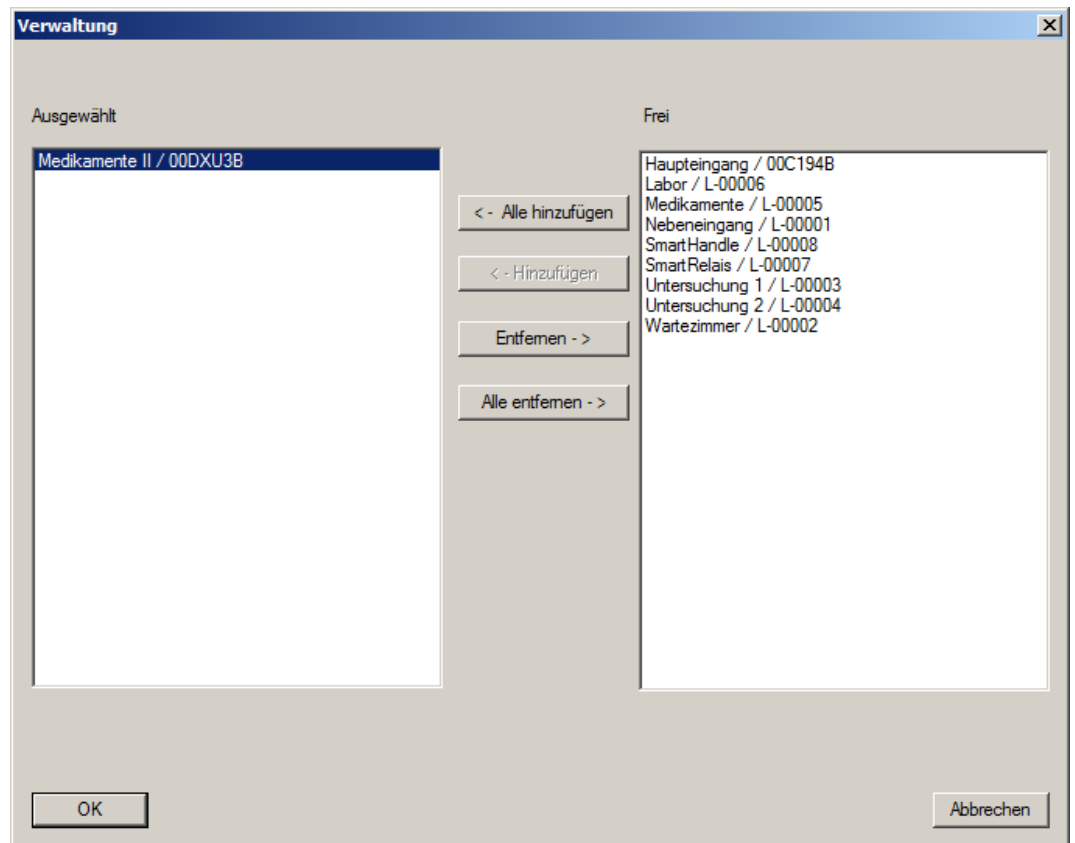 Verwaltung
Ausgewählt
Frei
Medikamente II / 00DXU3B
<- Alle hinzufügen
<- Hinzufügen
Entfernen ->
Alle entfernen ->
Haupteingang / 00C194B
Labor / L-00006
Medikamente / L-00005
Nebeneingang / L-00001
SmartHandle / L-00008
SmartRelais / L-00007
Untersuchung 1 / L-00003
Untersuchung 2 / L-00004
Wartezimmer / L-00002
OK
Abbrechen